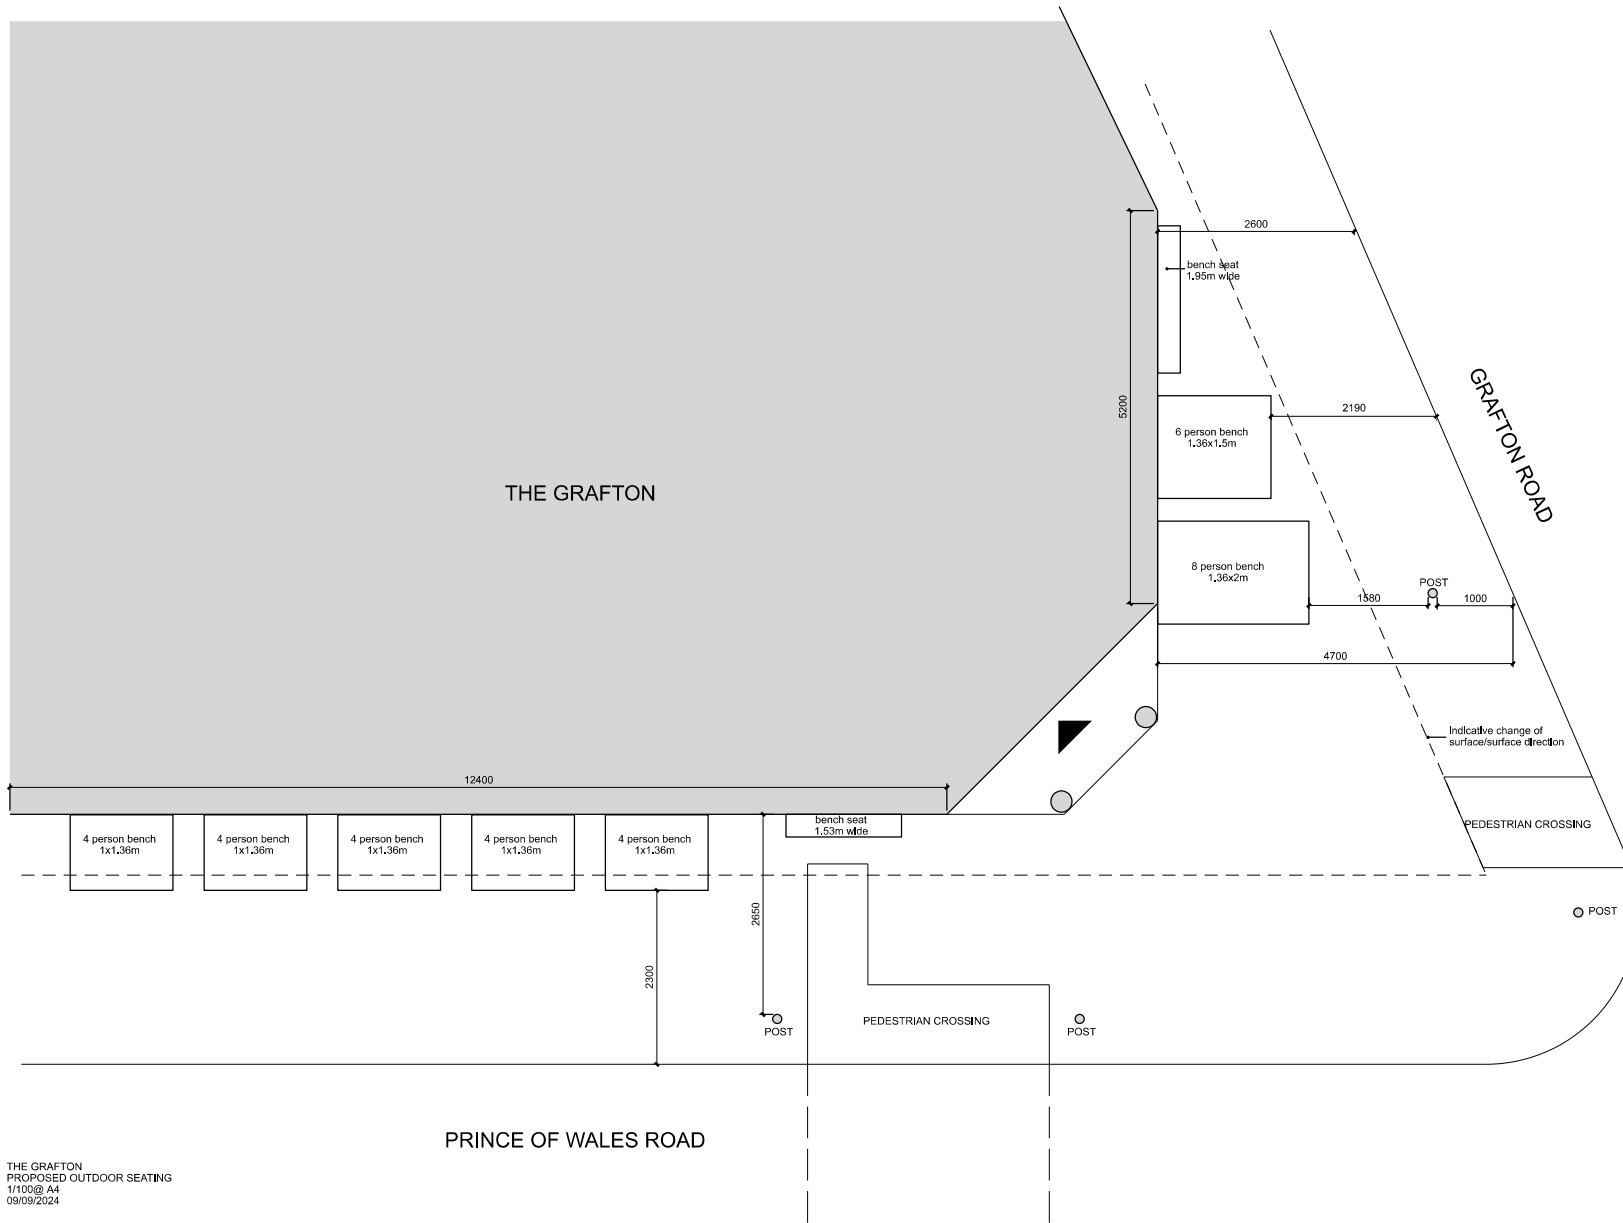 2600
bench seat
1.95m wide
GRAFTON ROAD
5200
2190
6 person bench
1.36x1.5m
THE GRAFTON
8 person bench
1.36x2m
POST
1580
1000
4700
Indicative change of
surface/surface direction
12400
PEDESTRIAN CROSSING
4 person bench
1x1.36m
4 person bench
1x1.36m
4 person bench
1x1.36m
4 person bench
1x1.36m
4 person bench
1x1.36m
bench seat
1.53m wide
2650
2300
POST
POST
PEDESTRIAN CROSSING
POST
PRINCE OF WALES ROAD
THE GRAFTON
PROPOSED OUTDOOR SEATING
1/100@ A4
09/09/2024